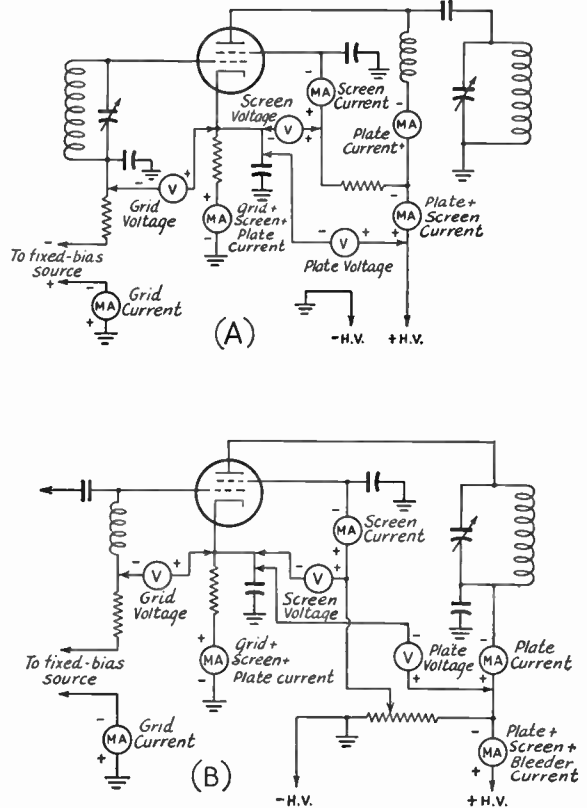 MA
Screen
Current
Screen
Voltage
V
MA
Plate
Current
V
Grid
Voltage
MA
Grid+
Screen+
Plate
Current
MA
Plate+
Screen
Current
V
Plate Voltage
To fixed-bias
source
MA
Grid
Current
(A)
-H.V.
+H.V.
MA
Screen
Current
V
Grid
Voltage
V
Screen
Voltage
To fixed-bias
source
MA
Grid+
Screen+
Plate current
V
Plate
Voltage
MA
Plate
Current
MA
Grid
Current
MA
Plate+
Screen+
Bleeder
Current
(B)
-H.V.
+H.V.